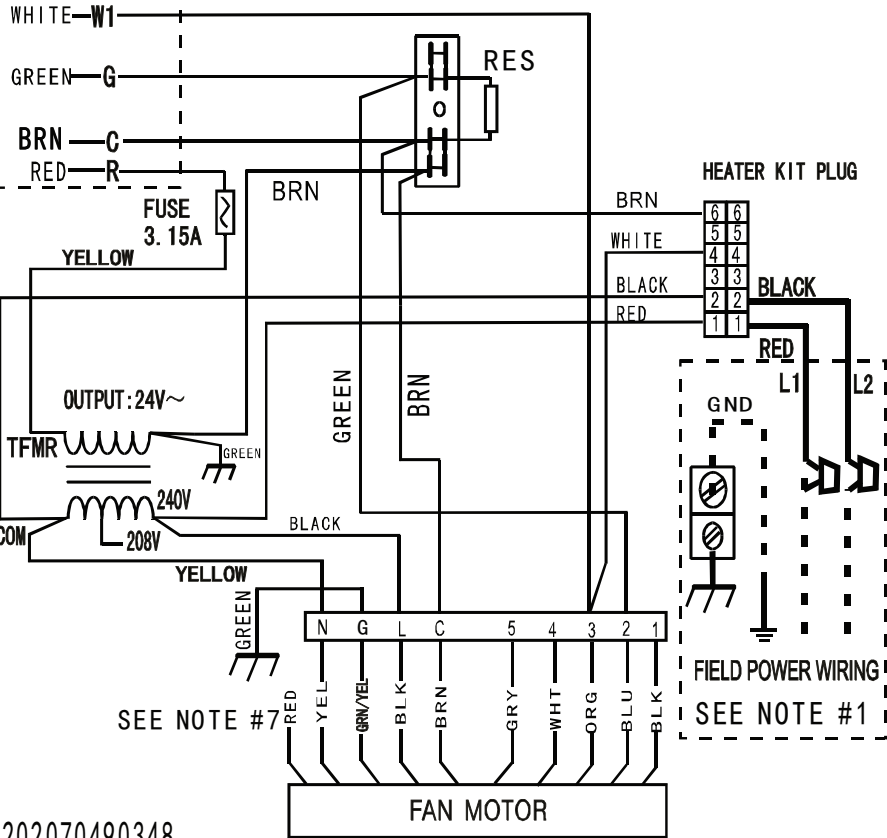 WHITE W1
GREEN G
BRN C
RED R
RES
O
FUSE
3.15A
BRN
YELLOW
HEATER KIT PLUG
BRN
WHITE
BLACK
RED
6 6
5 5
4 4
3 3
2 2
1 1
BLACK
RED
L1
L2
GND
OUTPUT:24V~
TFMR
GREEN
GREEN
BRN
240V
COM
208V
BLACK
YELLOW
GREEN
N G L C 5 4 3 2 1
FIELD POWER WIRING
SEE NOTE #1
SEE NOTE #7
RED
YEL
GRN/YEL
BLK
BRN
GRY
WHT
ORG
BLU
BLK
FAN MOTOR
202070490348